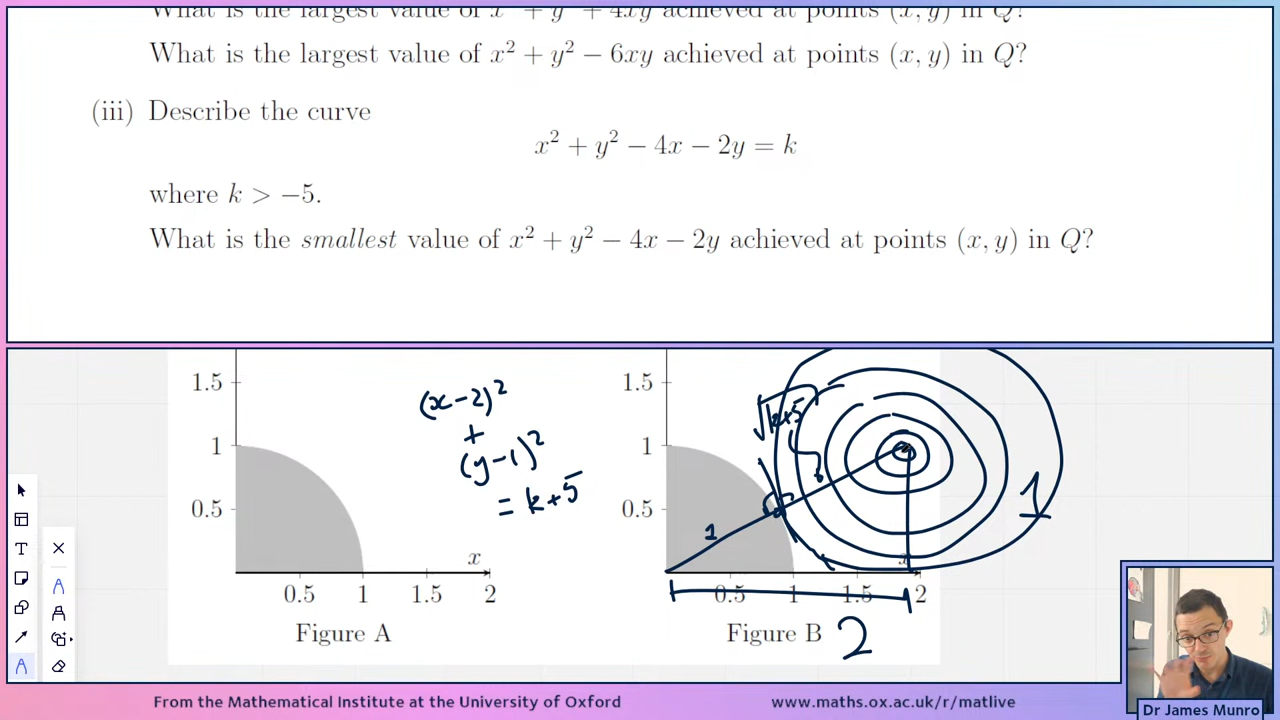 What is the largest value of x² + y² + 4xy achieved at points (x, y) in Q?
What is the largest value of x² + y² − 6xy achieved at points (x, y) in Q?
(iii) Describe the curve
x² + y² − 4x − 2y = k
where k > −5.
What is the smallest value of x² + y² − 4x − 2y achieved at points (x, y) in Q?
1.5
1
0.5
x
0.5 1 1.5 2
Figure A
(x−2)²
+
(y−1)²
= k+5
1.5
1
0.5
√k+5
1
1
x
0.5 1 1.5 2
Figure B
2
T
From the Mathematical Institute at the University of Oxford
www.maths.ox.ac.uk/r/matlive
Dr James Munro